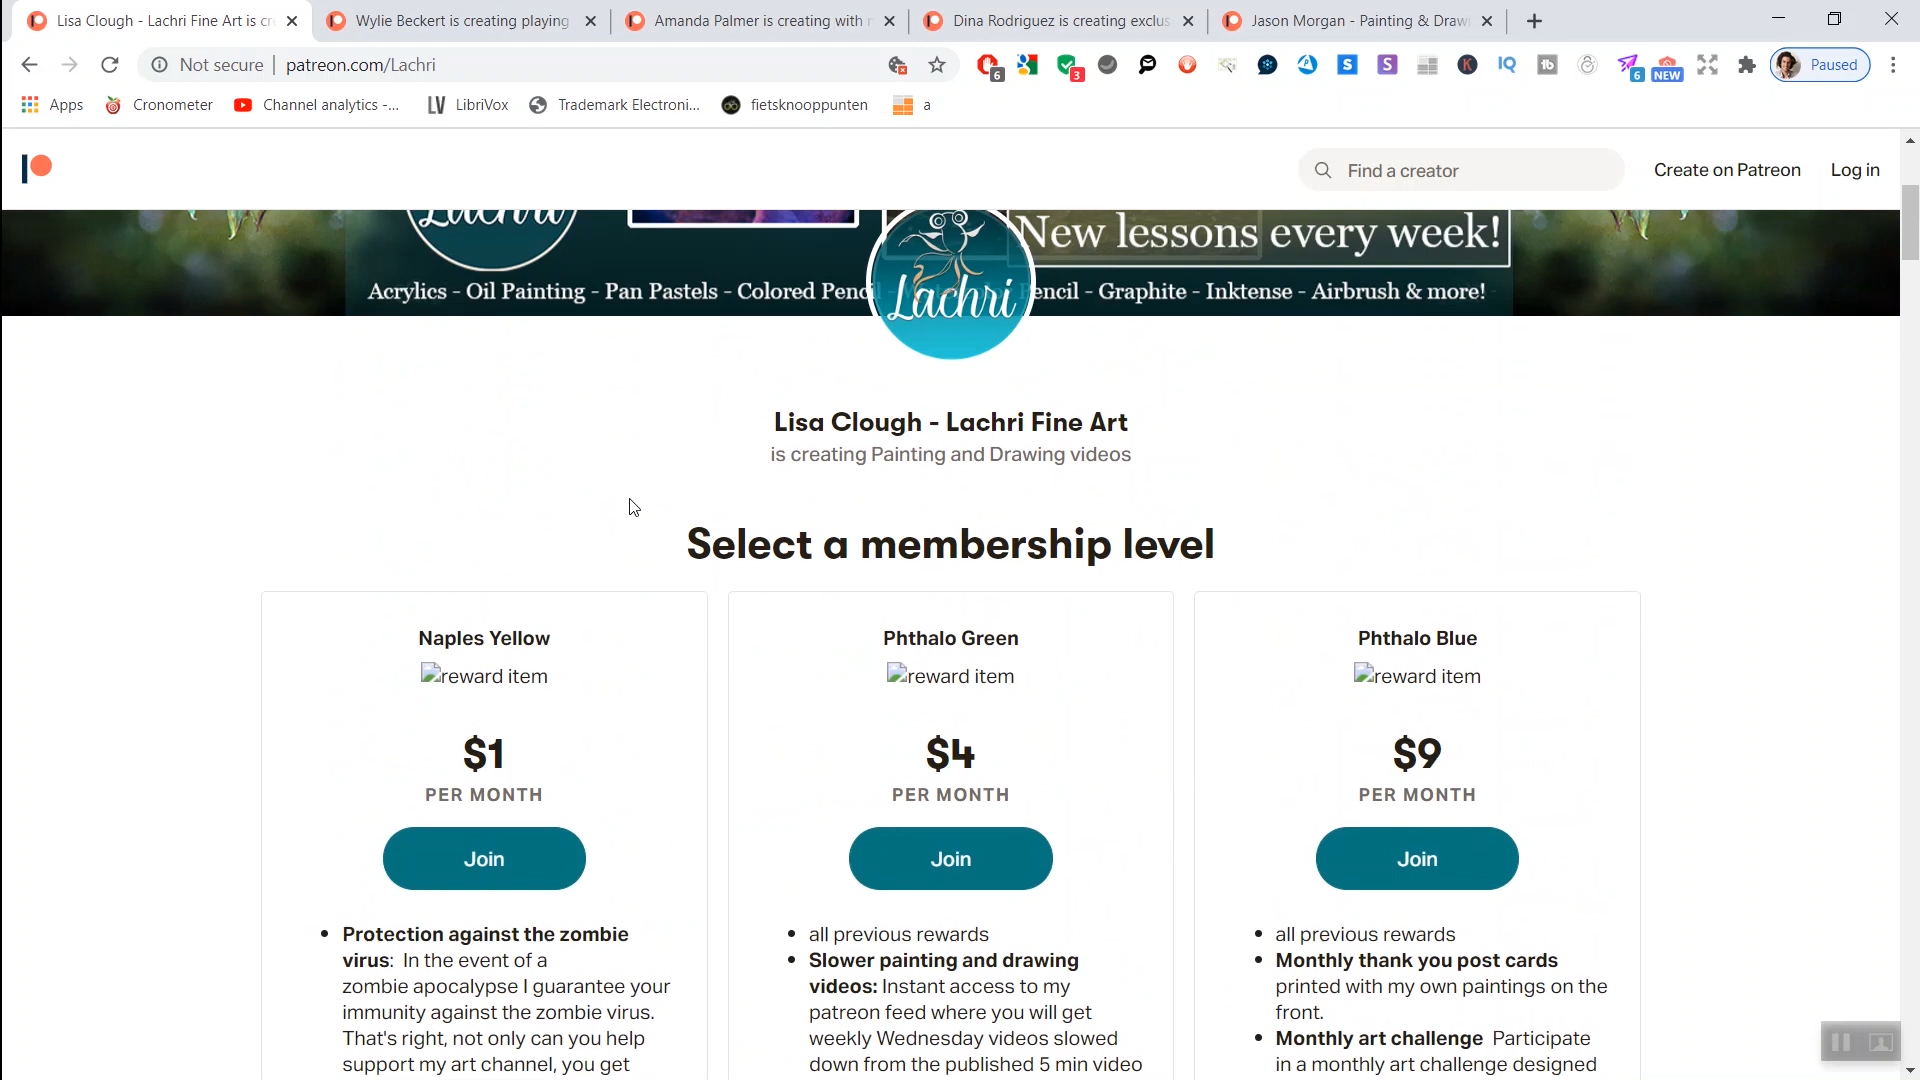 Lisa Clough - Lachri Fine Art is cr
Wylie Beckert is creating playing
Amanda Palmer is creating with
Dina Rodriguez is creating exclus
Jason Morgan - Painting & Draw
Not secure
patreon.com/Lachri
6
3
S
S
K
IQ
tb
6
NEW
Paused
Apps
Cronometer
Channel analytics -...
LV LibriVox
Trademark Electroni...
fietsknooppunten
a
Find a creator
Create on Patreon
Log in
Lachri
New lessons every week!
Lachri
Acrylics - Oil Painting - Pan Pastels - Colored Penc
encil - Graphite - Inktense - Airbrush & more!
Lisa Clough - Lachri Fine Art
is creating Painting and Drawing videos
Select a membership level
Naples Yellow
reward item
$1
PER MONTH
Join
Protection against the zombie
virus: In the event of a
zombie apocalypse I guarantee your
immunity against the zombie virus.
That's right, not only can you help
support my art channel, you get
Phthalo Green
reward item
$4
PER MONTH
Join
all previous rewards
Slower painting and drawing
videos: Instant access to my
patreon feed where you will get
weekly Wednesday videos slowed
down from the published 5 min video
Phthalo Blue
reward item
$9
PER MONTH
Join
all previous rewards
Monthly thank you post cards
printed with my own paintings on the
front.
Monthly art challenge Participate
in a monthly art challenge designed